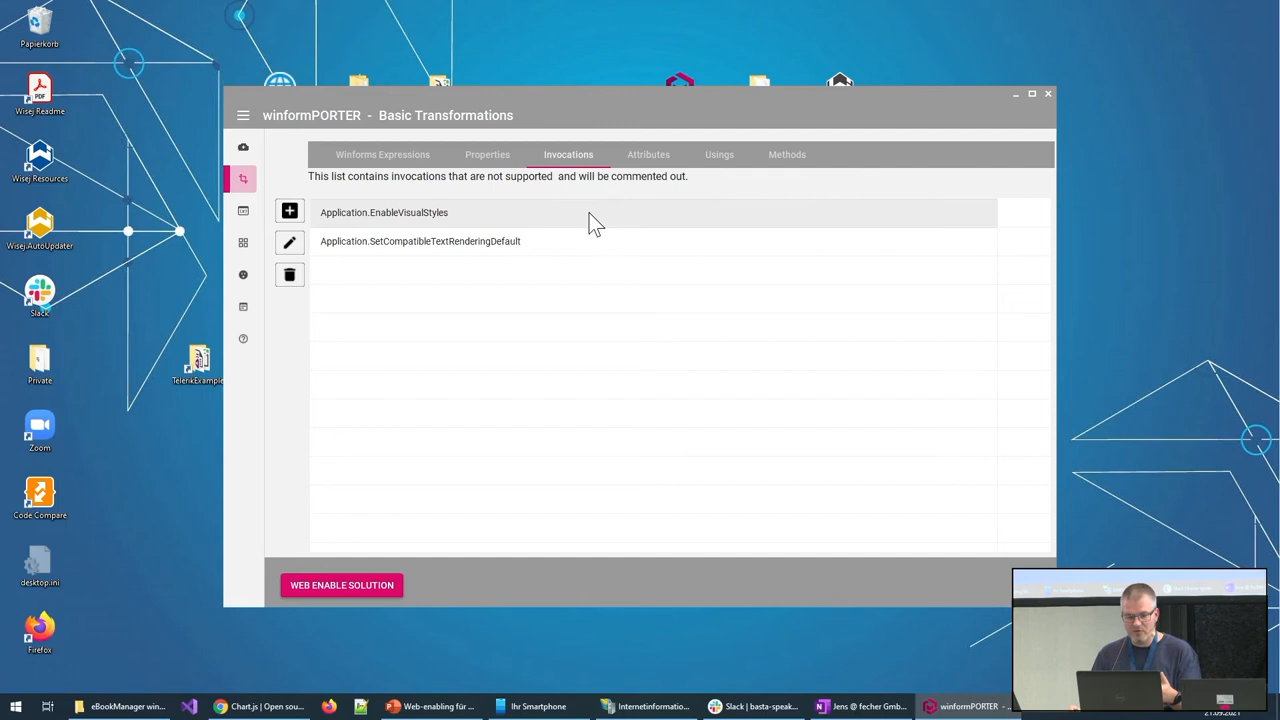 Papierkorb
Wisej Readme
Wisej Resources
Wisej.AutoUpdater
Slack
Private
Zoom
Code Compare
desktop.ini
Firefox
TelerikExample
winformPORTER - Basic Transformations
Winforms Expressions
Properties
Invocations
Attributes
Usings
Methods
This list contains invocations that are not supported and will be commented out.
Application.EnableVisualStyles
Application.SetCompatibleTextRenderingDefault
WEB ENABLE SOLUTION
eBookManager win...
Chart.js | Open sou...
Web-enabling für ...
Ihr Smartphone
Internetinformatio...
Slack | basta-speak...
Jens @ fecher Gmb...
winformPORTER - ...
21.09.2021